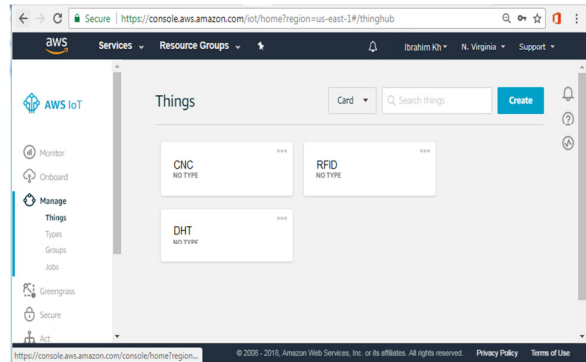 Secure | https://console.aws.amazon.com/iot/home?region=us-east-1#/thinghub
aws Services Resource Groups Ibrahim Kh N. Virginia Support
AWS IoT
Things Card Search things Create
Monitor
Onboard
Manage
Things
Types
Groups
Jobs
Greengrass
Secure
Act
CNC
NO TYPE
RFID
NO TYPE
DHT
NO TYPE
https://console.aws.amazon.com/console/home?region...
© 2008 - 2018, Amazon Web Services, Inc. or its affiliates. All rights reserved. Privacy Policy Terms of Use